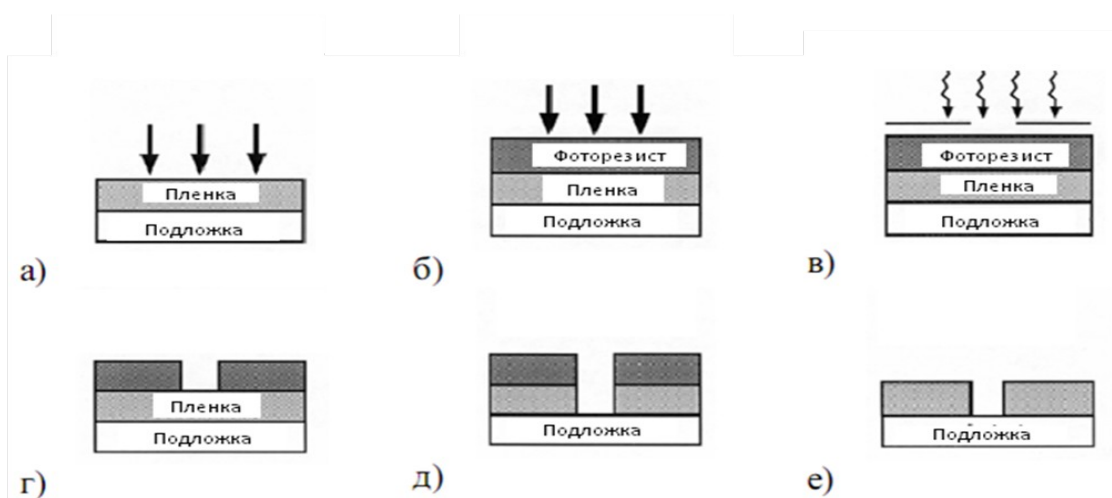 Пленка
Подложка
а)
Фоторезист
Пленка
Подложка
б)
Фоторезист
Пленка
Подложка
в)
Пленка
Подложка
г)
Подложка
д)
Подложка
е)